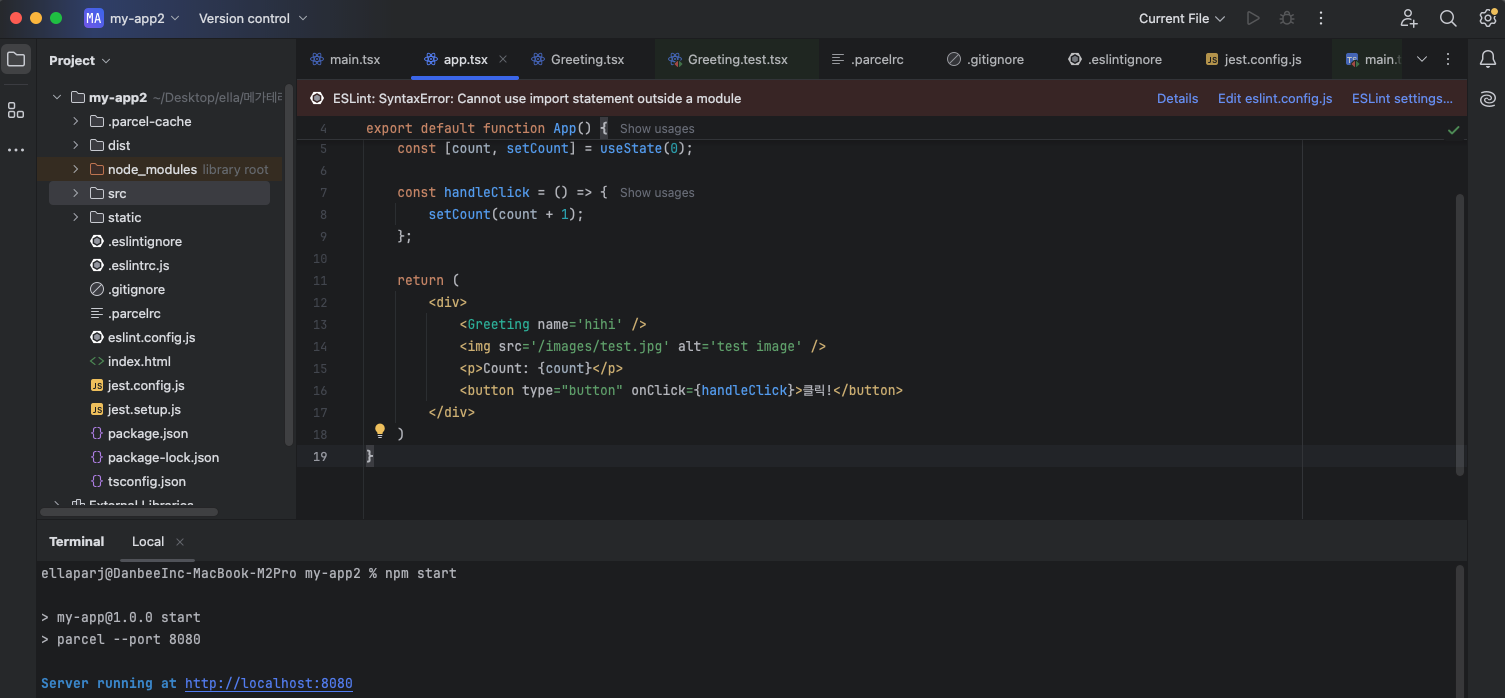 MA my-app2 Version control Current File
Project
main.tsx app.tsx Greeting.tsx Greeting.test.tsx .parcelrc .gitignore .eslintignore jest.config.js main.t
ESLint: SyntaxError: Cannot use import statement outside a module Details Edit eslint.config.js ESLint settings...
my-app2 ~/Desktop/ella/메가테
.parcel-cache
dist
node_modules library root
src
static
.eslintignore
.eslintrc.js
.gitignore
.parcelrc
eslint.config.js
index.html
JS jest.config.js
JS jest.setup.js
package.json
package-lock.json
tsconfig.json
External Libraries
4 export default function App() { Show usages
5 const [count, setCount] = useState(0);
6
7 const handleClick = () => { Show usages
8 setCount(count + 1);
9 };
10
11 return (
12 <div>
13 <Greeting name='hihi' />
14 <img src='/images/test.jpg' alt='test image' />
15 <p>Count: {count}</p>
16 <button type="button" onClick={handleClick}>클릭!</button>
17 </div>
18 )
19 }
Terminal Local
ellaparj@DanbeeInc-MacBook-M2Pro my-app2 % npm start
> my-app@1.0.0 start
> parcel --port 8080
Server running at http://localhost:8080